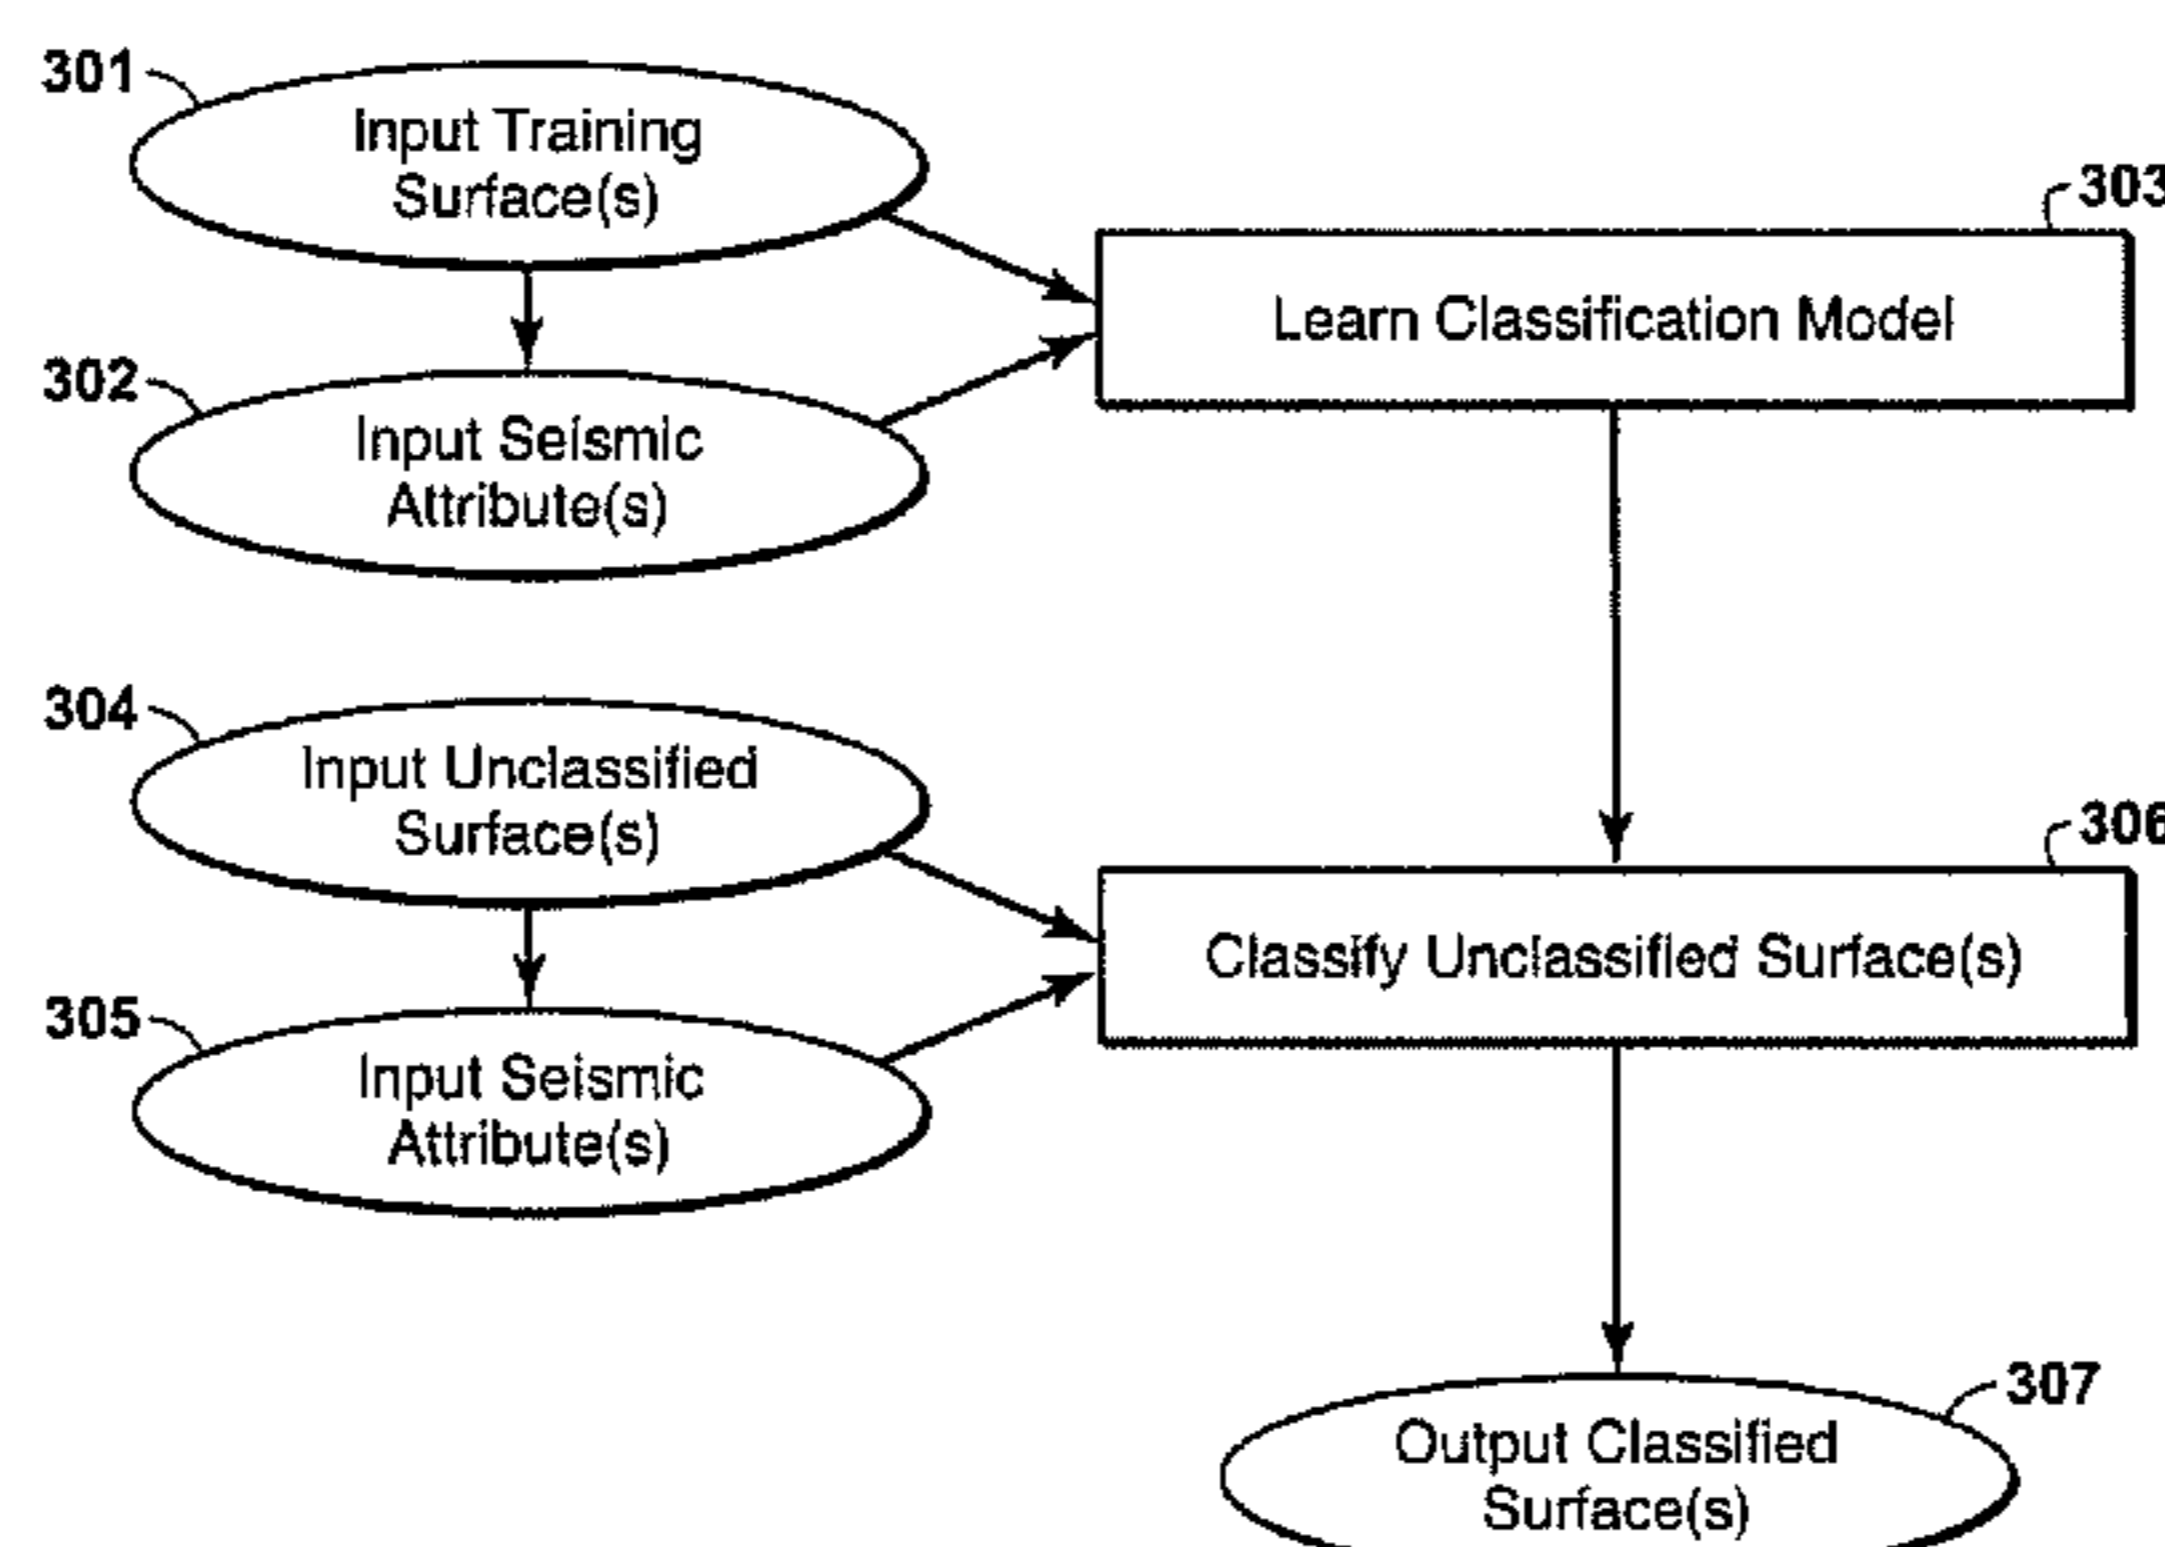 301
Input Training
Surface(s)
303
Learn Classification Model
302
Input Seismic
Attribute(s)
304
Input Unclassified
Surface(s)
306
Classify Unclassified Surface(s)
305
Input Seismic
Attribute(s)
307
Output Classified
Surface(s)